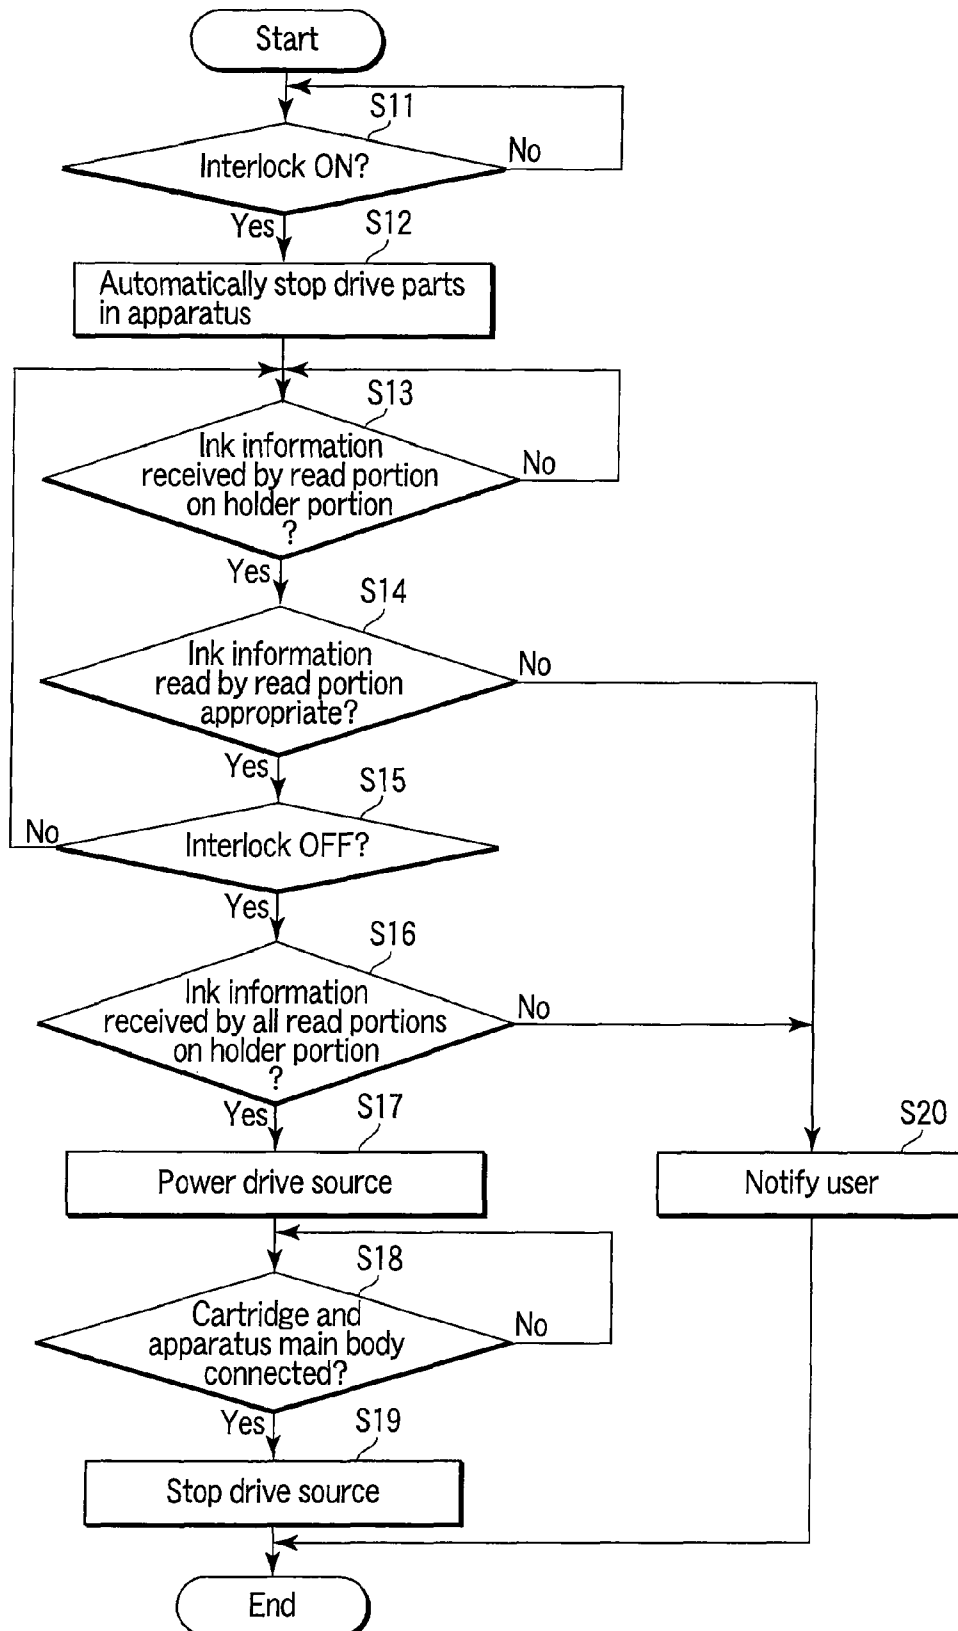 Start
S11
Interlock ON?
No
Yes
S12
Automatically stop drive parts
in apparatus
S13
Ink information
received by read portion
on holder portion
?
No
Yes
S14
Ink information
read by read portion
appropriate?
No
Yes
S15
Interlock OFF?
No
Yes
S16
Ink information
received by all read portions
on holder portion
?
No
Yes
S17
Power drive source
S20
Notify user
S18
Cartridge and
apparatus main body
connected?
No
Yes
S19
Stop drive source
End